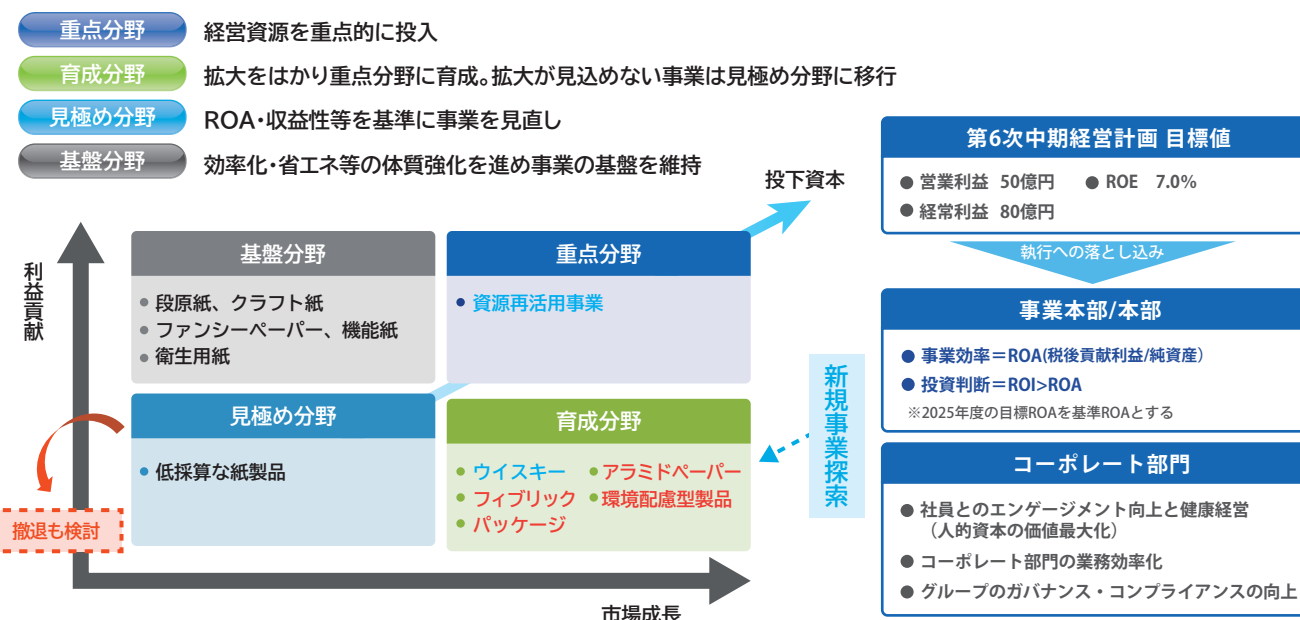 重点分野 経営資源を重点的に投入
育成分野 拡大をはかり重点分野に育成。拡大が見込めない事業は見極め分野に移行
見極め分野 ROA・収益性等を基準に事業を見直し
基盤分野 効率化・省エネ等の体質強化を進め事業の基盤を維持
投下資本
利益貢献
基盤分野
● 段原紙、クラフト紙
● ファンシーペーパー、機能紙
● 衛生用紙
重点分野
● 資源再活用事業
見極め分野
● 低採算な紙製品
育成分野
● ウイスキー ● アラミドペーパー
● フィブリック ● 環境配慮型製品
● パッケージ
撤退も検討
市場成長
新規事業探索
第6次中期経営計画 目標値
● 営業利益 50億円 ● ROE 7.0%
● 経常利益 80億円
執行への落とし込み
事業本部/本部
● 事業効率＝ROA(税後貢献利益/純資産）
● 投資判断＝ROI>ROA
※2025年度の目標ROAを基準ROAとする
コーポレート部門
● 社員とのエンゲージメント向上と健康経営
（人的資本の価値最大化）
● コーポレート部門の業務効率化
● グループのガバナンス・コンプライアンスの向上